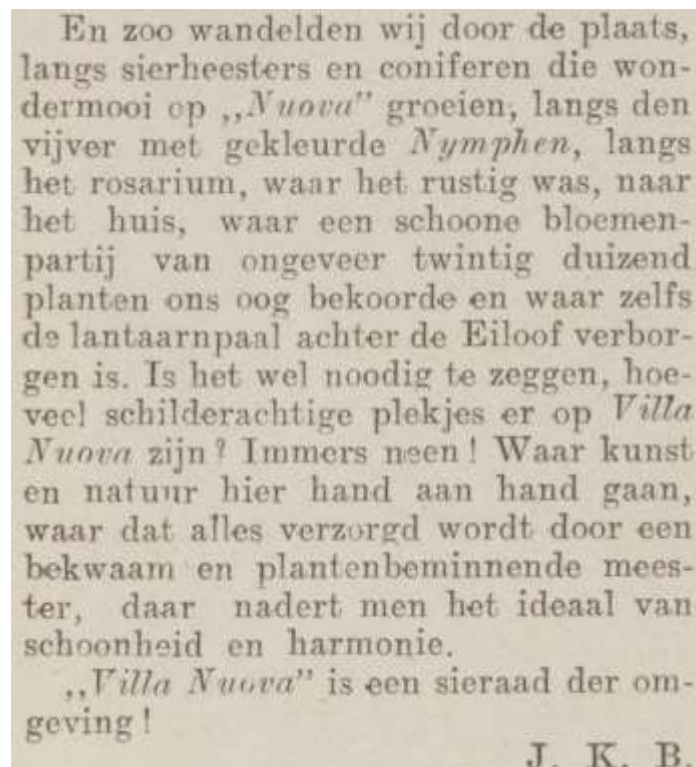 En zoo wandelden wij door de plaats,
langs sierheesters en coniferen die won-
dermooi op ,,Nuova" groeien, langs den
vijver met gekleurde Nymphen, langs
het rosarium, waar het rustig was, naar
het huis, waar een schoone bloemen-
partij van ongeveer twintig duizend
planten ons oog bekoorde en waar zelfs
de lantaarnpaal achter de Eiloof verbor-
gen is. Is het wel noodig te zeggen, hoe-
veel schilderachtige plekjes er op Villa
Nuova zijn? Immers neen! Waar kunst
en natuur hier hand aan hand gaan,
waar dat alles verzorgd wordt door een
bekwaam en plantenbeminnende mees-
ter, daar nadert men het ideaal van
schoonheid en harmonie.
,,Villa Nuova" is een sieraad der om-
geving!
J. K. B.